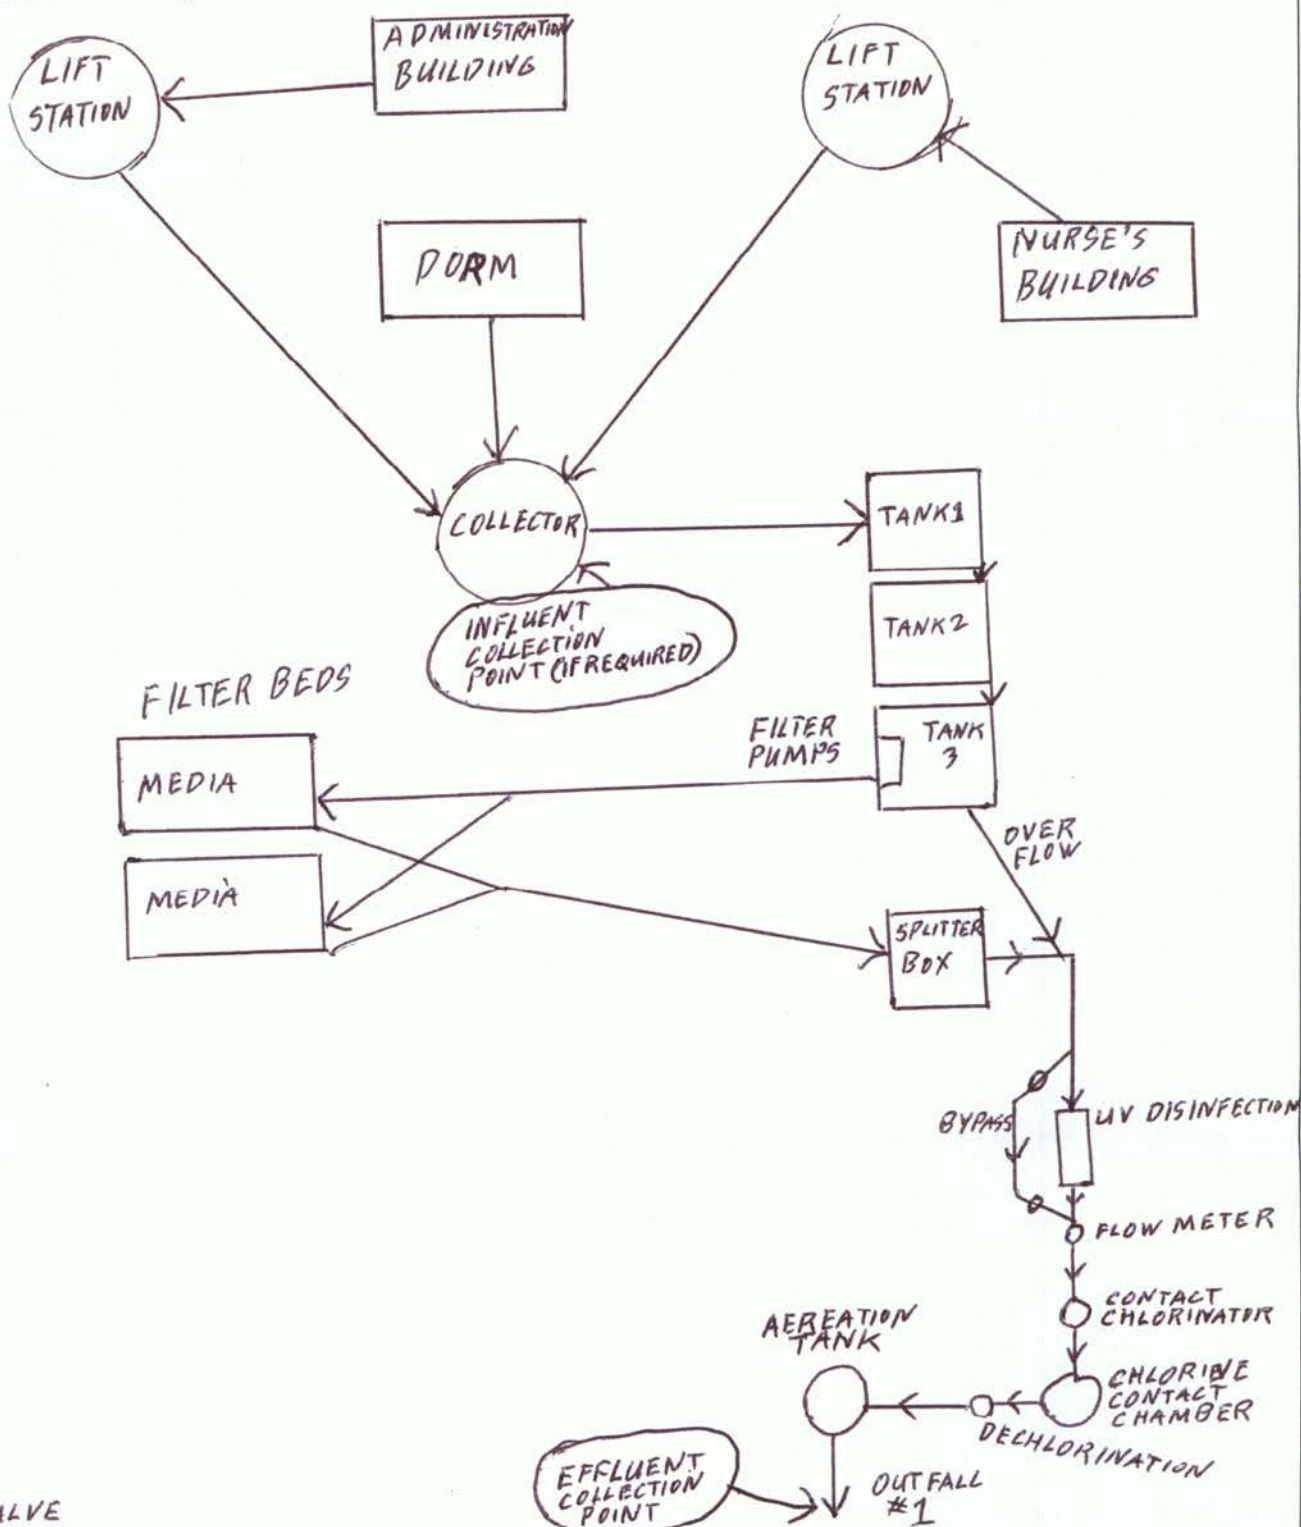 LIFT
STATION
ADMINISTRATION
BUILDING
LIFT
STATION
DORM
NURSE'S
BUILDING
COLLECTOR
TANK1
INFLUENT
COLLECTION
POINT (IF REQUIRED)
TANK2
FILTER BEDS
FILTER
PUMPS
TANK
3
MEDIA
OVER
FLOW
MEDIA
SPLITTER
BOX
BYPASS
UV DISINFECTION
FLOW METER
CONTACT
CHLORINATOR
AEREATION
TANK
CHLORINE
CONTACT
CHAMBER
DECHLORINATION
EFFLUENT
COLLECTION
POINT
OUTFALL
#1